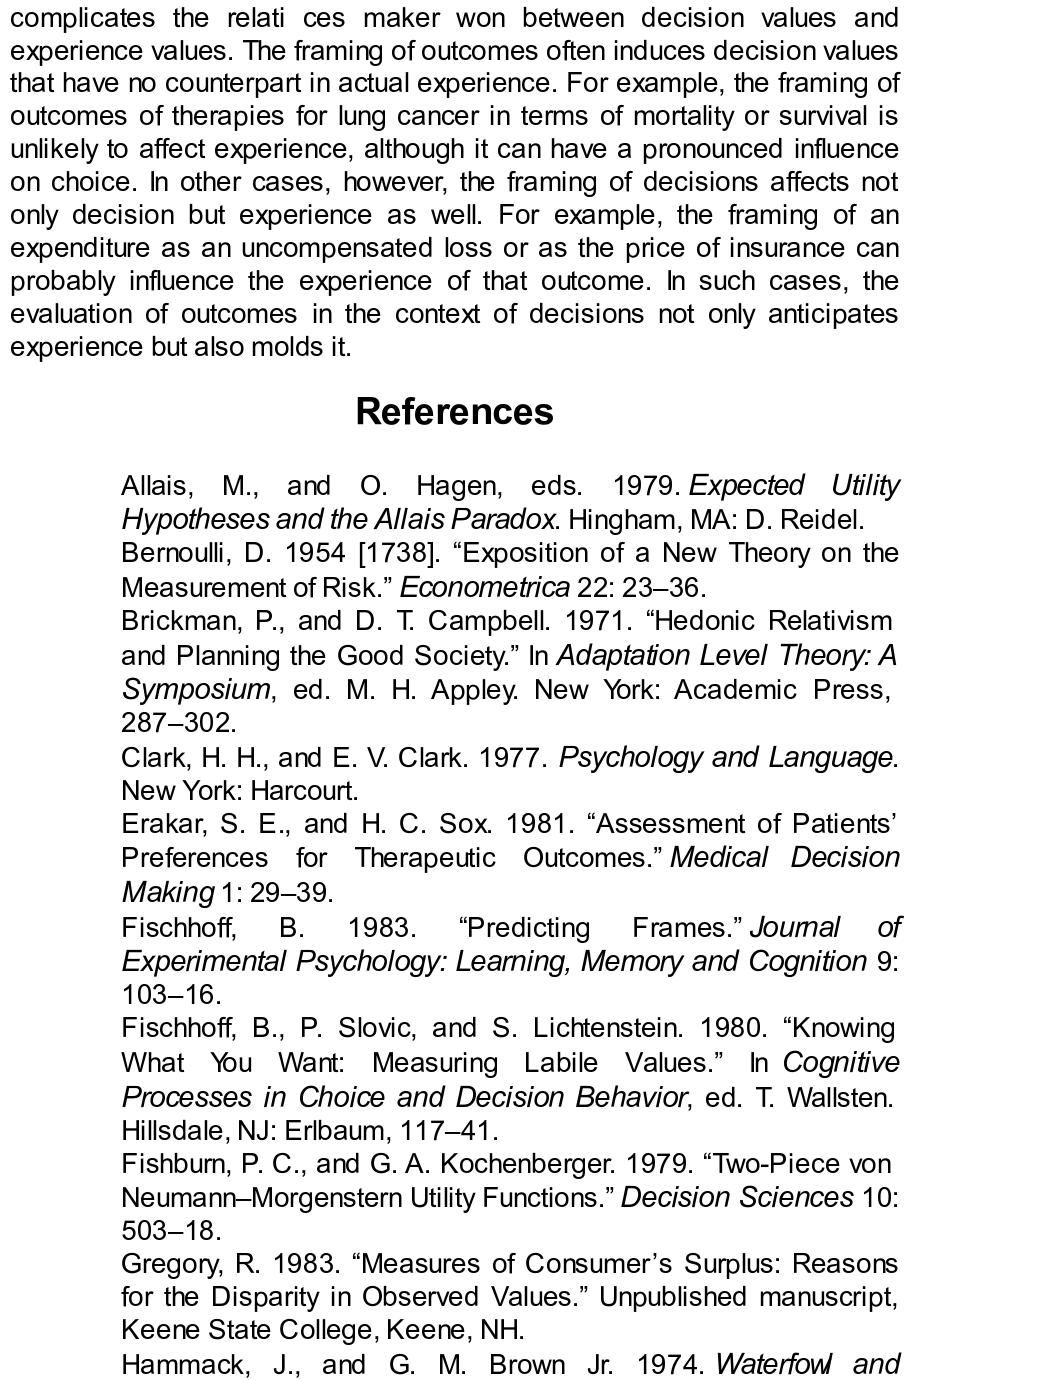 complicates the relati ces maker won between decision values and
experience values. The framing of outcomes often induces decision values
that have no counterpart in actual experience. For example, the framing of
outcomes of therapies for lung cancer in terms of mortality or survival is
unlikely to affect experience, although it can have a pronounced influence
on choice. In other cases, however, the framing of decisions affects not
only decision but experience as well. For example, the framing of an
expenditure as an uncompensated loss or as the price of insurance can
probably influence the experience of that outcome. In such cases, the
evaluation of outcomes in the context of decisions not only anticipates
experience but also molds it.
References
Allais, M., and O. Hagen, eds. 1979. Expected Utility
Hypotheses and the Allais Paradox. Hingham, MA: D. Reidel.
Bernoulli, D. 1954 [1738]. “Exposition of a New Theory on the
Measurement of Risk.” Econometrica 22: 23–36.
Brickman, P., and D. T. Campbell. 1971. “Hedonic Relativism
and Planning the Good Society.” In Adaptation Level Theory: A
Symposium, ed. M. H. Appley. New York: Academic Press,
287–302.
Clark, H. H., and E. V. Clark. 1977. Psychology and Language.
New York: Harcourt.
Erakar, S. E., and H. C. Sox. 1981. “Assessment of Patients’
Preferences for Therapeutic Outcomes.” Medical Decision
Making 1: 29–39.
Fischhoff, B. 1983. “Predicting Frames.” Journal of
Experimental Psychology: Learning, Memory and Cognition 9:
103–16.
Fischhoff, B., P. Slovic, and S. Lichtenstein. 1980. “Knowing
What You Want: Measuring Labile Values.” In Cognitive
Processes in Choice and Decision Behavior, ed. T. Wallsten.
Hillsdale, NJ: Erlbaum, 117–41.
Fishburn, P. C., and G. A. Kochenberger. 1979. “Two-Piece von
Neumann–Morgenstern Utility Functions.” Decision Sciences 10:
503–18.
Gregory, R. 1983. “Measures of Consumer’s Surplus: Reasons
for the Disparity in Observed Values.” Unpublished manuscript,
Keene State College, Keene, NH.
Hammack, J., and G. M. Brown Jr. 1974. Waterfowl and